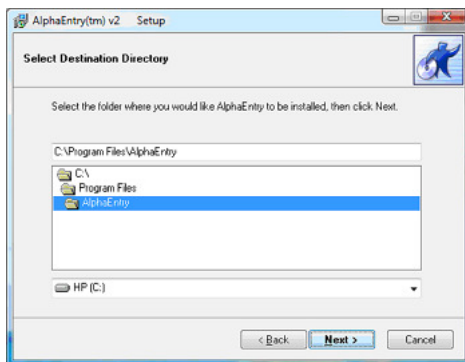 AlphaEntry(tm) v2 Setup
Select Destination Directory
Select the folder where you would like AlphaEntry to be installed, then click Next.
C:\Program Files\AlphaEntry
C:\
Program Files
AlphaEntry
HP (C:)
< Back Next > Cancel